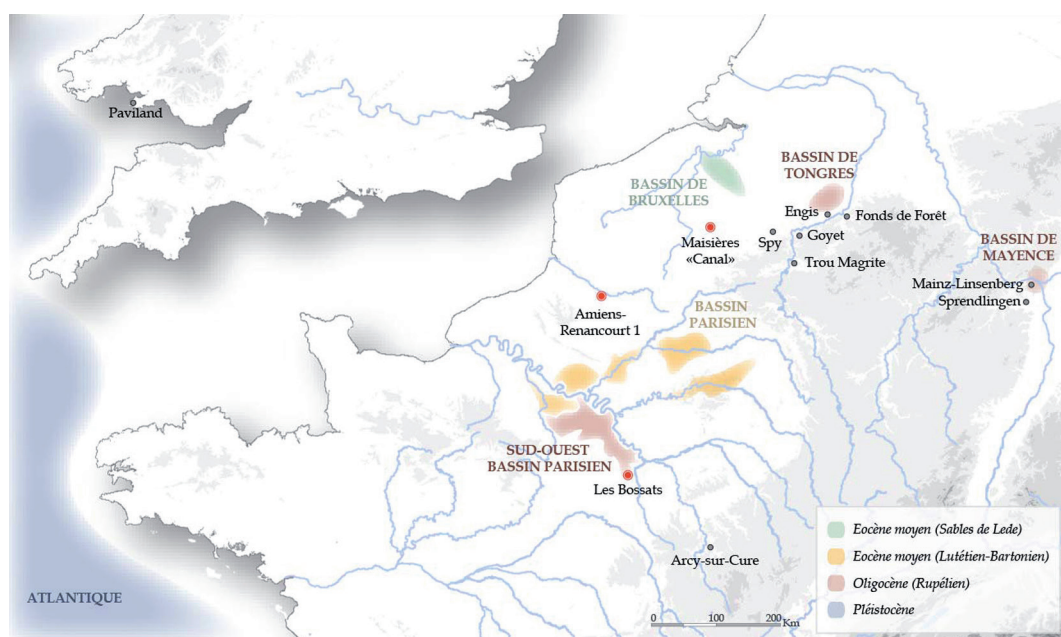 Paviland
BASSIN DE
TONGRES
BASSIN DE
BRUXELLES
Engis
Fonds de Forêt
Maisières
«Canal»
Spy
Goyet
BASSIN DE
MAYENCE
Trou Magrite
Mainz-Linsenberg
Sprendlingen
Amiens-
Renancourt 1
BASSIN
PARISIEN
SUD-OUEST
BASSIN PARISIEN
Les Bossats
Arcy-sur-Cure
ATLANTIQUE
Eocène moyen (Sables de Lede)
Eocène moyen (Lutétien-Bartonien)
Oligocène (Rupélien)
Pléistocène
0 100 200 Km